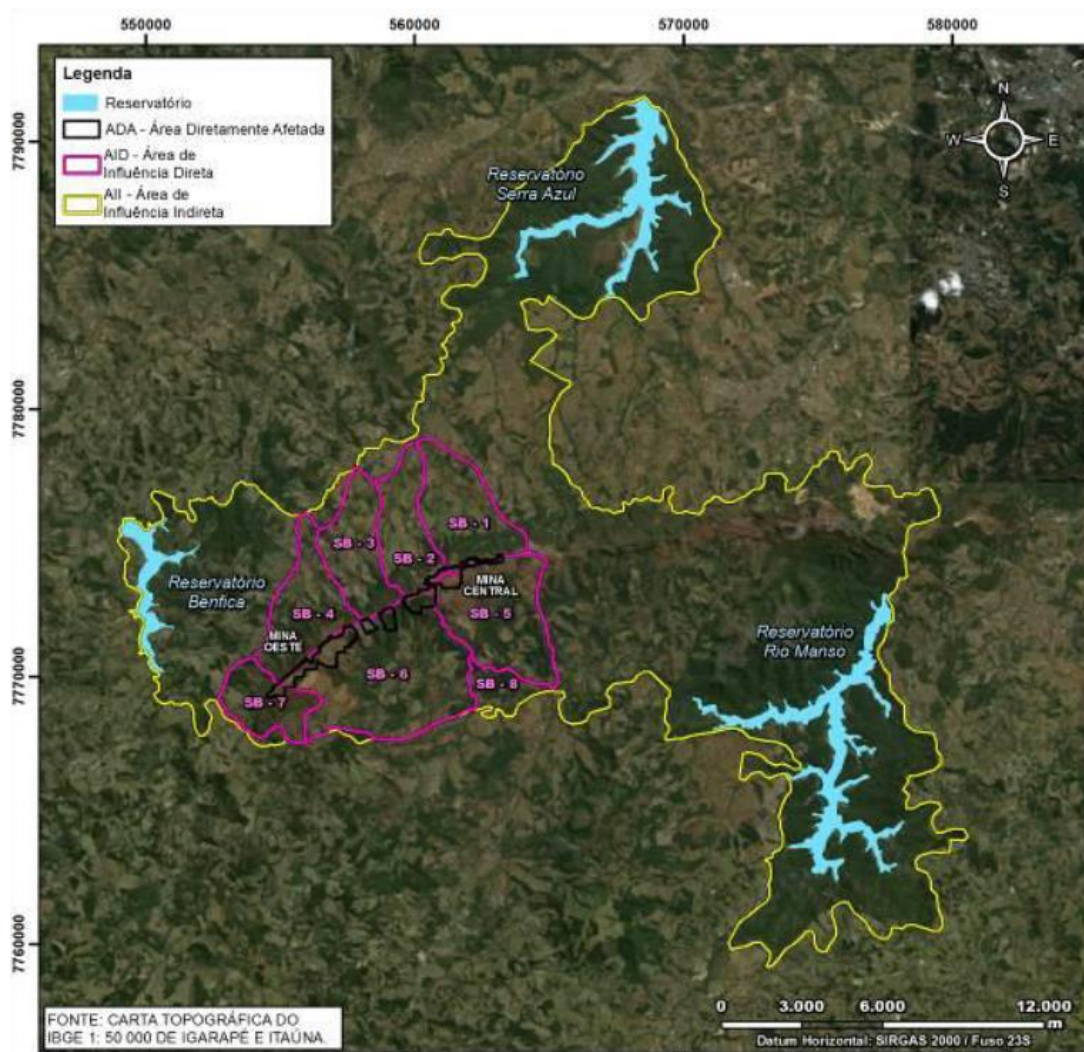 550000
560000
570000
580000
Legenda
Reservatório
ADA - Área Diretamente Afetada
AID - Área de
Influência Direta
AII - Área de
Influência Indireta
N
W
E
S
7790000
7780000
7770000
7760000
Reservatório
Serra Azul
SB - 1
SB - 3
SB - 2
MINA
CENTRAL
Reservatório
Benfica
SB - 4
SB - 5
MINA
OESTE
Reservatório
Rio Manso
SB - 6
SB - 8
SB - 7
FONTE: CARTA TOPOGRÁFICA DO
IBGE 1: 50 000 DE IGARAPÉ E ITAÚNA.
0
3.000
6.000
12.000
m
Datum Horizontal: SIRGAS 2000 / Fuso 23S